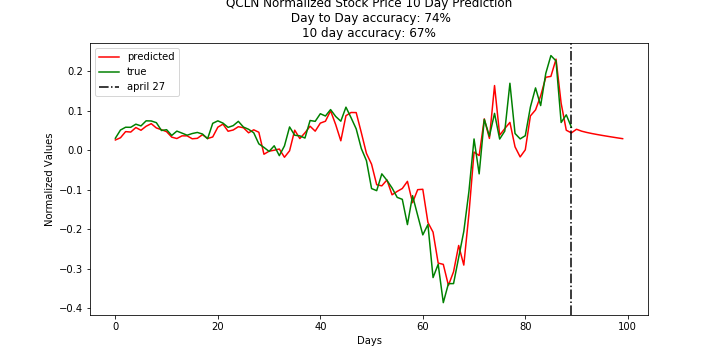 QCLN Normalized Stock Price 10 Day Prediction
Day to Day accuracy: 74%
10 day accuracy: 67%
predicted
true
april 27
Normalized Values
0.2
0.1
0.0
−0.1
−0.2
−0.3
−0.4
0 20 40 60 80 100
Days